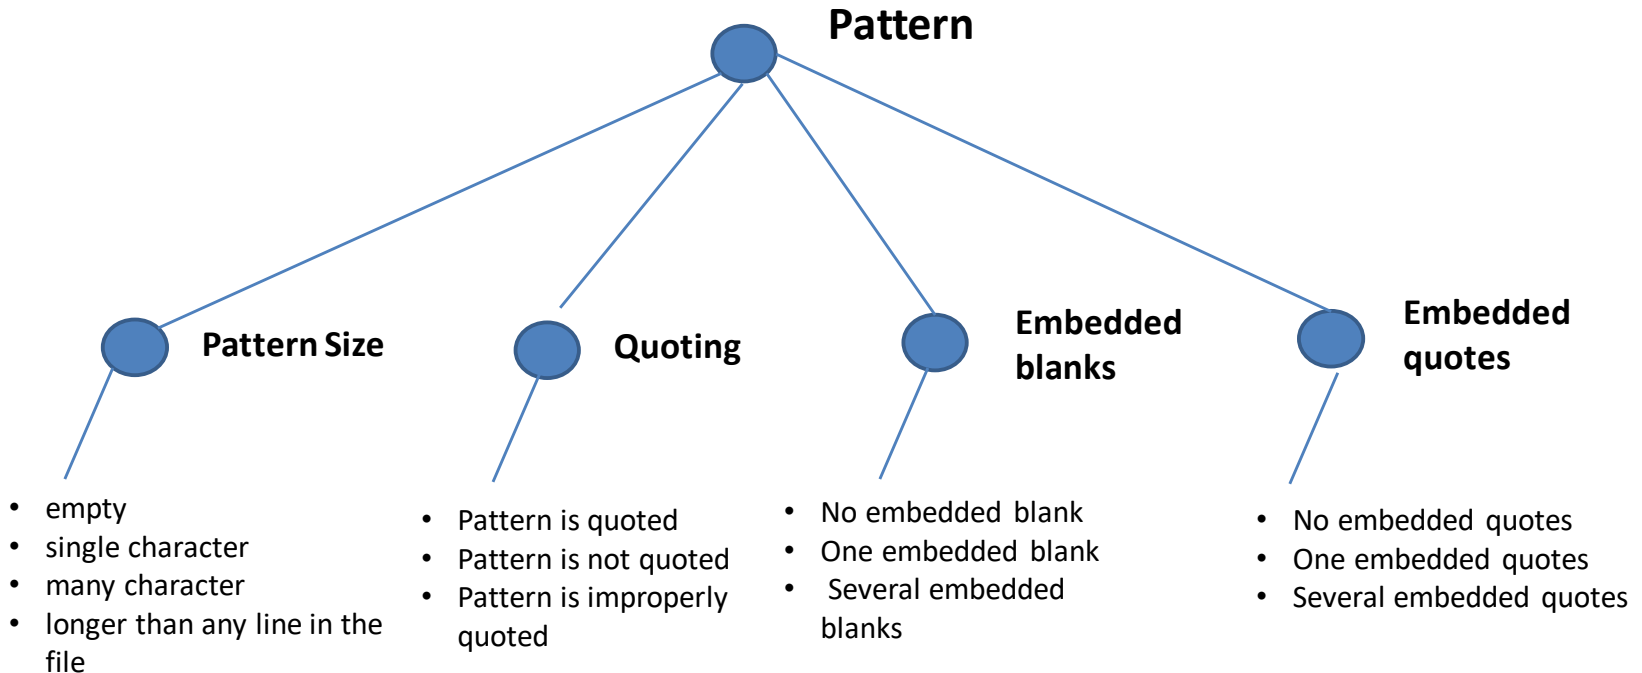 Pattern
Pattern Size
Quoting
Embedded
blanks
Embedded
quotes
• empty
• single character
• many character
• longer than any line in the
file
• Pattern is quoted
• Pattern is not quoted
• Pattern is improperly
quoted
• No embedded blank
• One embedded blank
• Several embedded
blanks
• No embedded quotes
• One embedded quotes
• Several embedded quotes